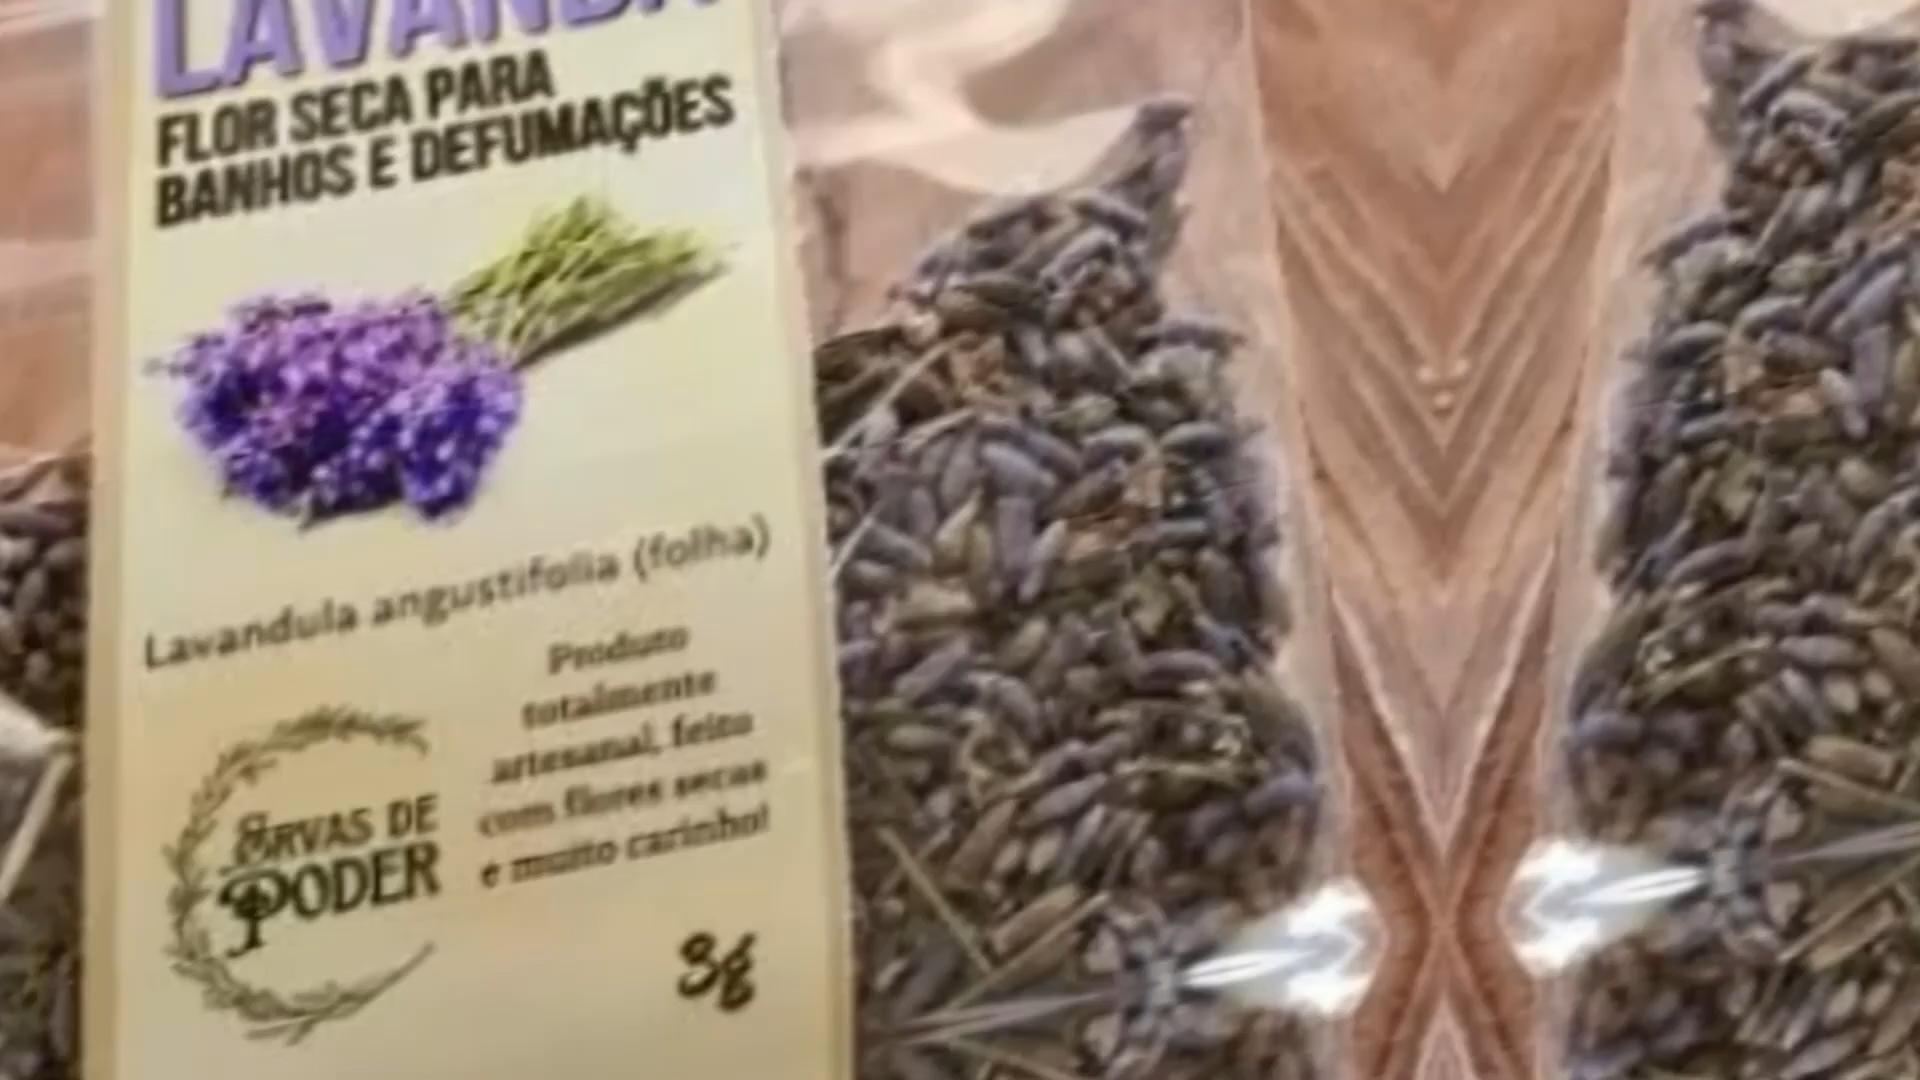 LAVANDA
FLOR SECA PARA
BANHOS E DEFUMAÇÕES
Lavandula angustifolia (folha)
Produto
totalmente
artesanal, feito
com flores secas
e muito carinho!
ERVAS DE
PODER
3g